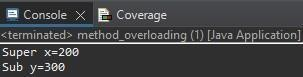 Console Coverage
<terminated> method_overloading (1) [Java Application]
Super x=200
Sub y=300